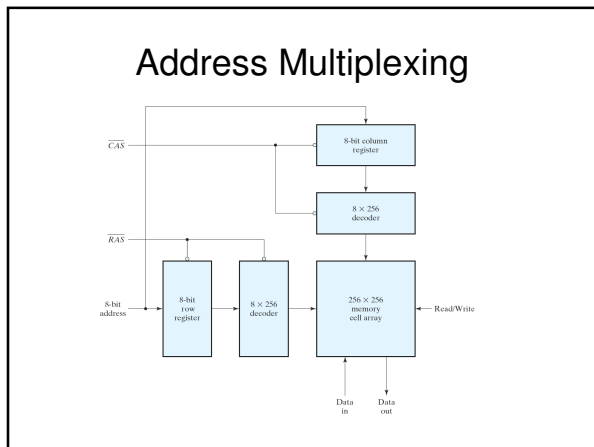 Address Multiplexing
CAS
8-bit column
register
8 × 256
decoder
RAS
8-bit
address
8-bit
row
register
8 × 256
decoder
256 × 256
memory
cell array
Read/Write
Data
in
Data
out